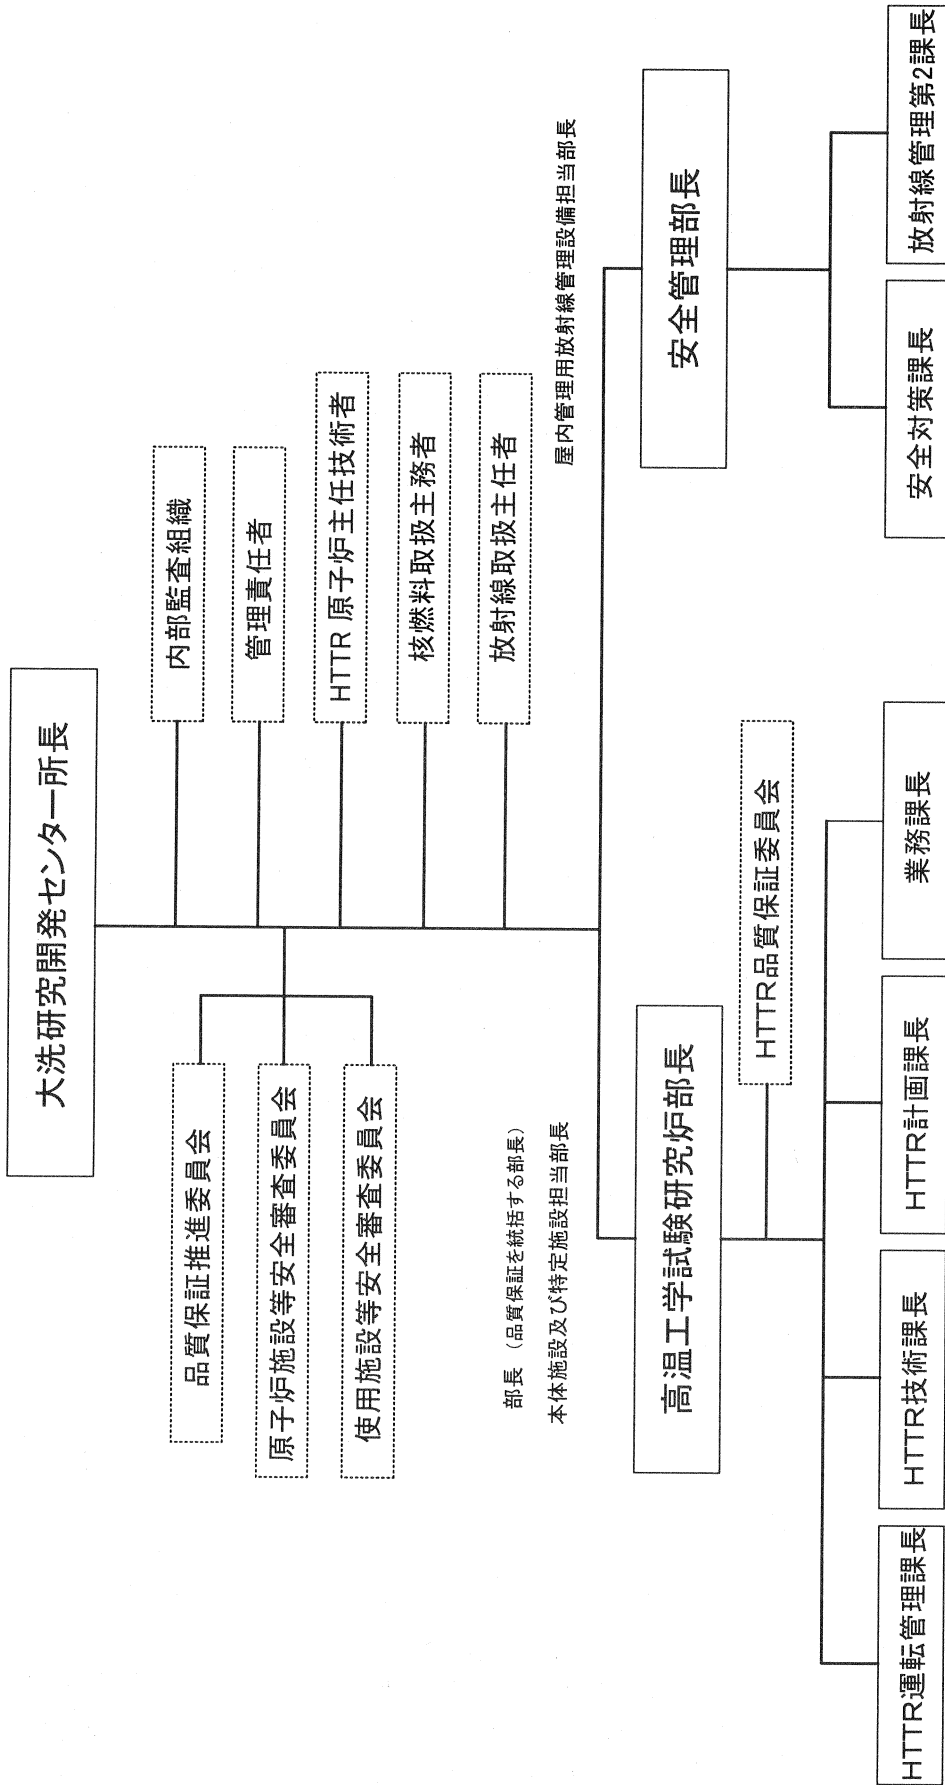 大洗研究開発センター所長
内部監査組織
管理責任者
HTTR 原子炉主任技術者
核燃料取扱主務者
放射線取扱主任者
品質保証推進委員会
原子炉施設等安全審査委員会
使用施設等安全審査委員会
部長（品質保証を統括する部長）
本体施設及び特定施設担当部長
高温工学試験研究炉部長
屋内管理用放射線管理設備担当部長
安全管理部長
HTTR品質保証委員会
HTTR運転管理課長
HTTR技術課長
HTTR計画課長
業務課長
安全対策課長
放射線管理第2課長